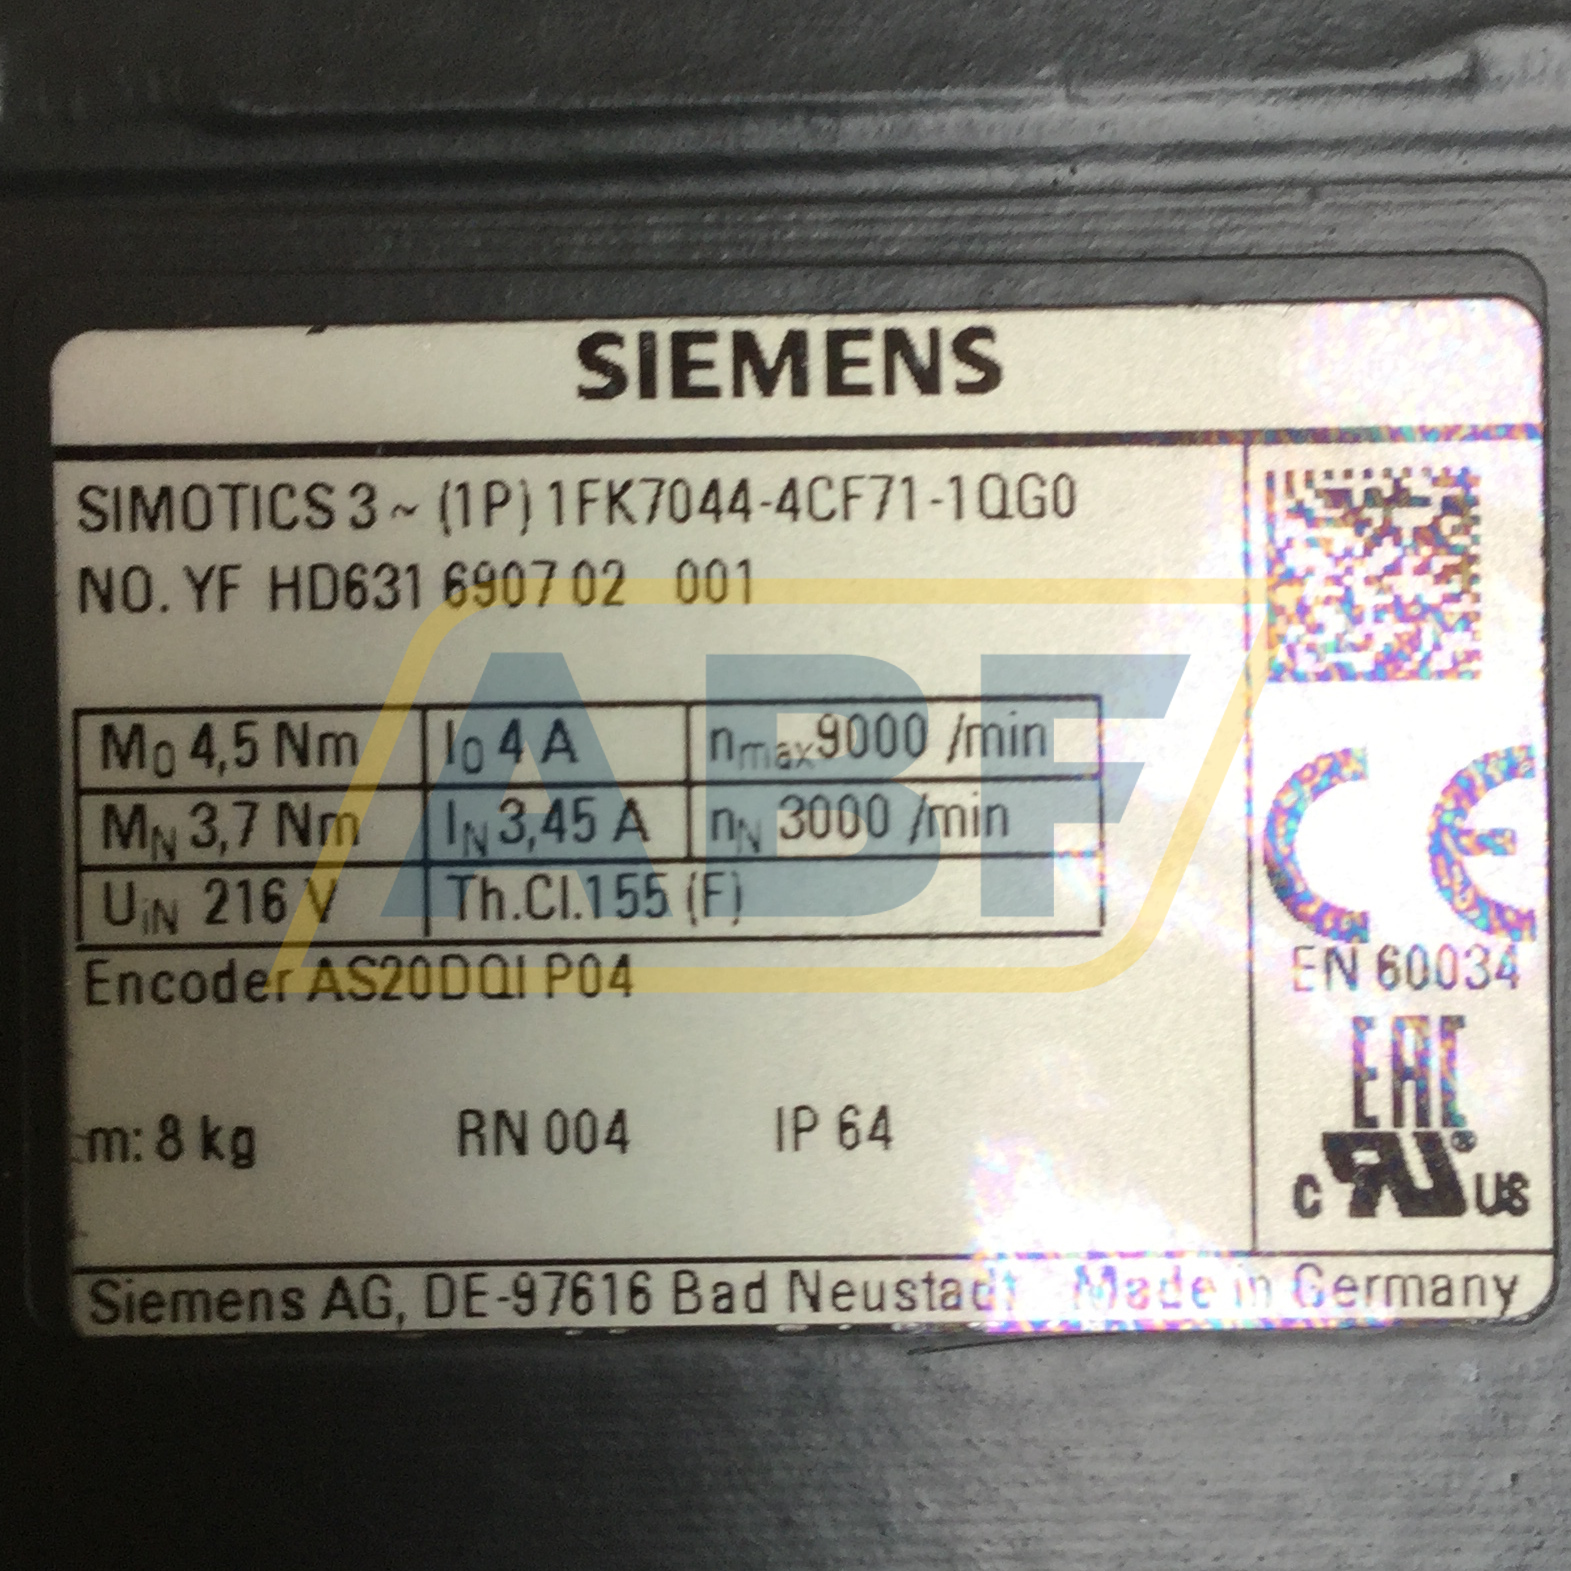 SIEMENS
SIMOTICS 3 ~ (1P) 1FK7044-4CF71-1QG0
NO. YF HD631 6907 02 001
M0 4,5 Nm I0 4 A nmax 9000 /min
MN 3,7 Nm IN 3,45 A nN 3000 /min
UiN 216 V Th.Cl.155 (F)
Encoder AS20DQI P04
m: 8 kg RN 004 IP 64
CE
EN 60034
EAC
c RU® US
Siemens AG, DE-97616 Bad Neustadt Made in Germany
ABF